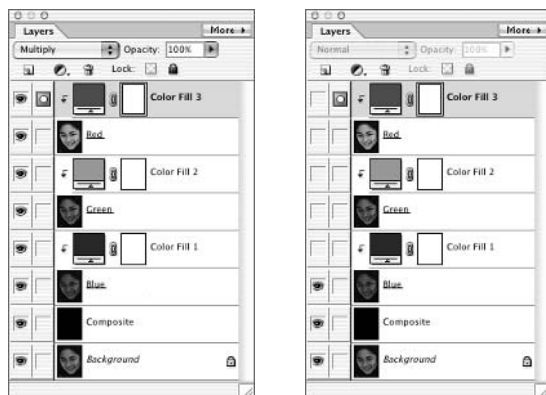 Layers More
Multiply Opacity: 100%
Lock:
Color Fill 3
Red
Color Fill 2
Green
Color Fill 1
Blue
Composite
Background
Layers More
Normal Opacity: 100%
Lock:
Color Fill 3
Red
Color Fill 2
Green
Color Fill 1
Blue
Composite
Background